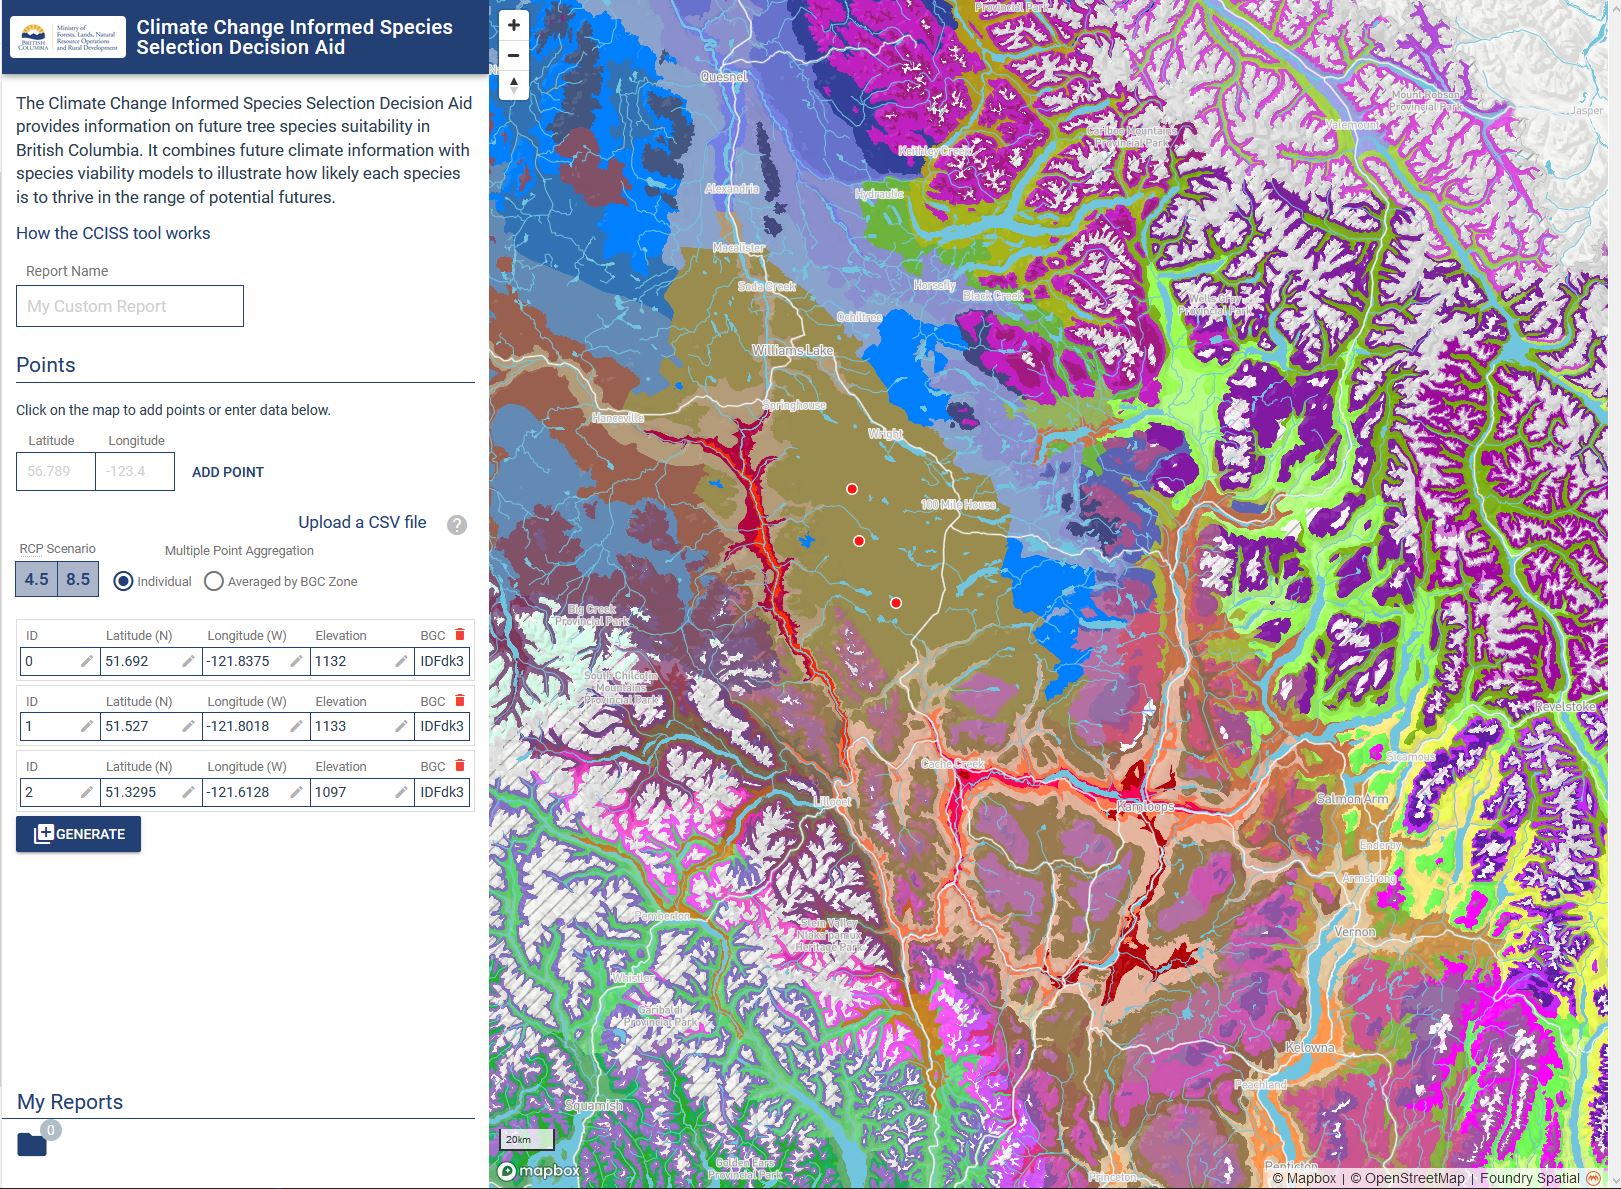 BRITISH COLUMBIA
Ministry of
Forests, Lands, Natural
Resource Operations
and Rural Development
Climate Change Informed Species
Selection Decision Aid
The Climate Change Informed Species Selection Decision Aid
provides information on future tree species suitability in
British Columbia. It combines future climate information with
species viability models to illustrate how likely each species
is to thrive in the range of potential futures.
How the CCISS tool works
Report Name
My Custom Report
Points
Click on the map to add points or enter data below.
Latitude Longitude
56.789 -123.4 ADD POINT
Upload a CSV file ?
RCP Scenario Multiple Point Aggregation
4.5 8.5 Individual Averaged by BGC Zone
ID Latitude (N) Longitude (W) Elevation BGC
0 51.692 -121.8375 1132 IDFdk3
ID Latitude (N) Longitude (W) Elevation BGC
1 51.527 -121.8018 1133 IDFdk3
ID Latitude (N) Longitude (W) Elevation BGC
2 51.3295 -121.6128 1097 IDFdk3
GENERATE
My Reports
0
+
−
Provincial Park
Quesnel
Mount Robson
Provincial Park
Jasper
Valemount
Cariboo Mountains
Provincial Park
Keithley Creek
Alexandria
Hydraulic
Macalister
Soda Creek
Horsefly
Black Creek
Wells Gray
Provincial Park
Ochiltree
Williams Lake
Springhouse
Hanceville
Wright
100 Mile House
Big Creek
Provincial Park
South Chilcotin
Mountains
Provincial Park
Revelstoke
Sicamous
Cache Creek
Lillooet
Kamloops
Salmon Arm
Enderby
Armstrong
Pemberton
Stein Valley
Nlaka'pamux
Heritage Park
Vernon
Whistler
Garibaldi
Provincial Park
Kelowna
Peachland
Squamish
20km
mapbox
Golden Ears
Provincial Park
Princeton
Penticton
© Mapbox | © OpenStreetMap | Foundry Spatial